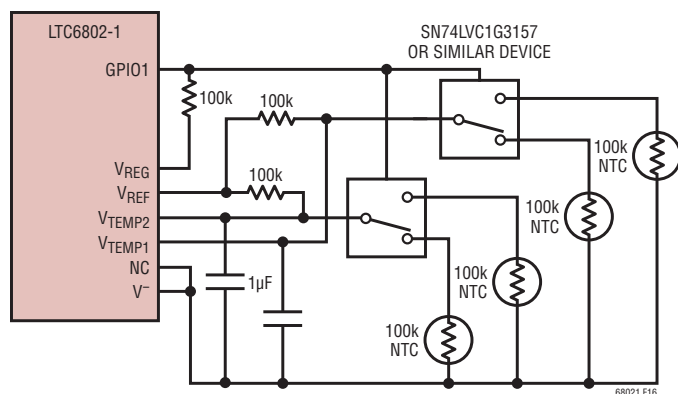 LTC6802-1
SN74LVC1G3157
OR SIMILAR DEVICE
GPIO1
100k
100k
100k
NTC
VREG
100k
VREF
100k
NTC
VTEMP2
VTEMP1
NC
1µF
100k
NTC
V–
100k
NTC
68021 F16